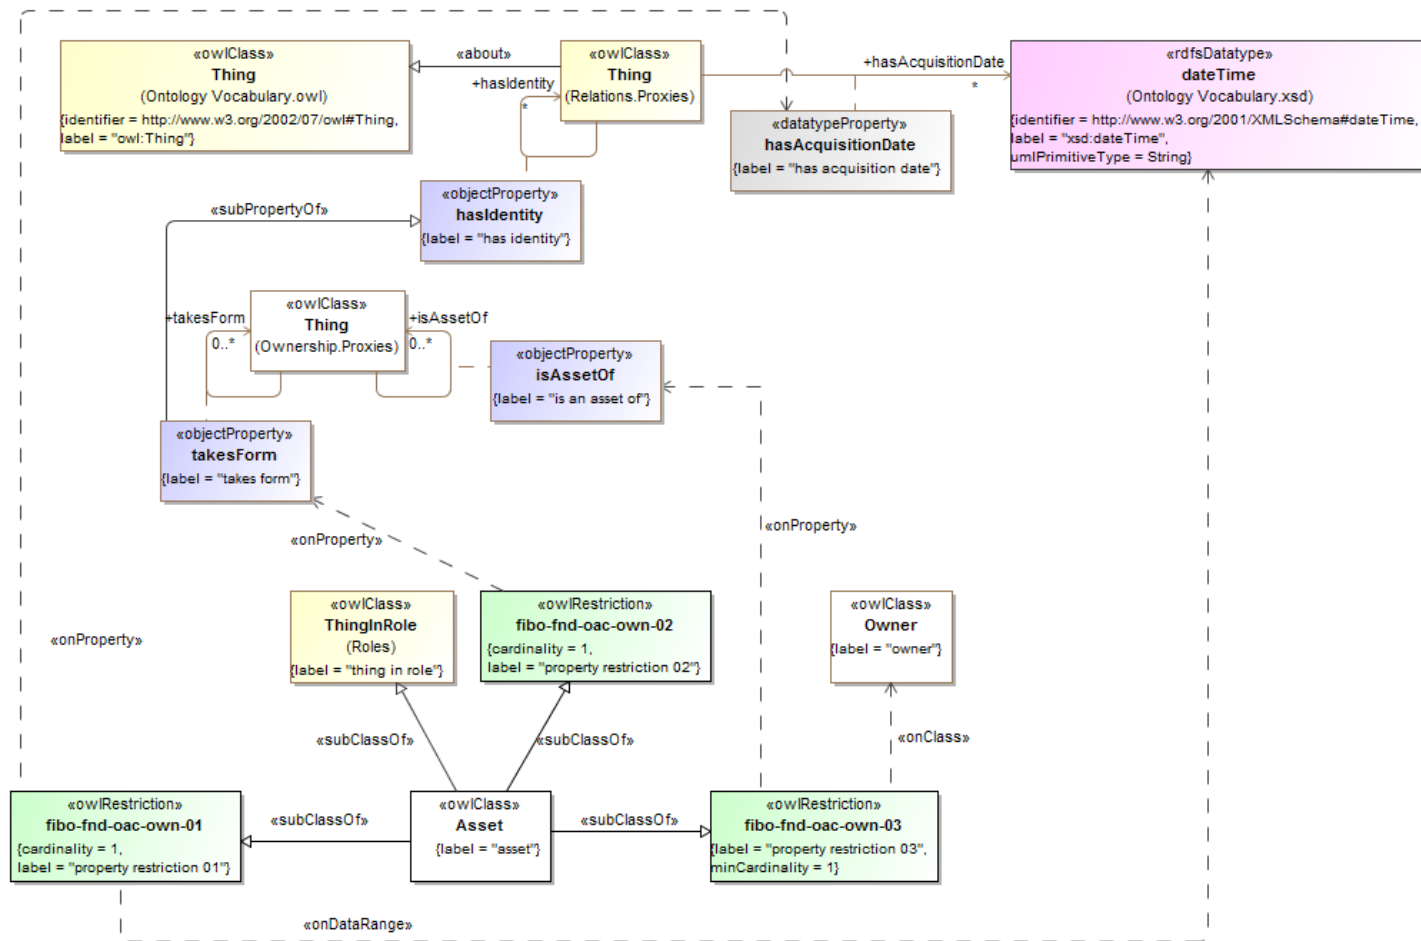 «owlClass»
Thing
(Ontology Vocabulary.owl)
{identifier = http://www.w3.org/2002/07/owl#Thing,
label = "owl:Thing"}
«about»
+hasIdentity
*
«owlClass»
Thing
(Relations.Proxies)
+hasAcquisitionDate
*
«datatypeProperty»
hasAcquisitionDate
{label = "has acquisition date"}
«rdfsDatatype»
dateTime
(Ontology Vocabulary.xsd)
{identifier = http://www.w3.org/2001/XMLSchema#dateTime,
label = "xsd:dateTime",
umlPrimitiveType = String}
«subPropertyOf»
«objectProperty»
hasIdentity
{label = "has identity"}
+takesForm
0..*
«owlClass»
Thing
(Ownership.Proxies)
+isAssetOf
0..*
«objectProperty»
isAssetOf
{label = "is an asset of"}
«objectProperty»
takesForm
{label = "takes form"}
«onProperty»
«onProperty»
«onProperty»
«owlClass»
ThingInRole
(Roles)
{label = "thing in role"}
«owlRestriction»
fibo-fnd-oac-own-02
{cardinality = 1,
label = "property restriction 02"}
«owlClass»
Owner
{label = "owner"}
«subClassOf»
«subClassOf»
«onClass»
«owlRestriction»
fibo-fnd-oac-own-01
{cardinality = 1,
label = "property restriction 01"}
«subClassOf»
«owlClass»
Asset
{label = "asset"}
«subClassOf»
«owlRestriction»
fibo-fnd-oac-own-03
{label = "property restriction 03",
minCardinality = 1}
«onDataRange»